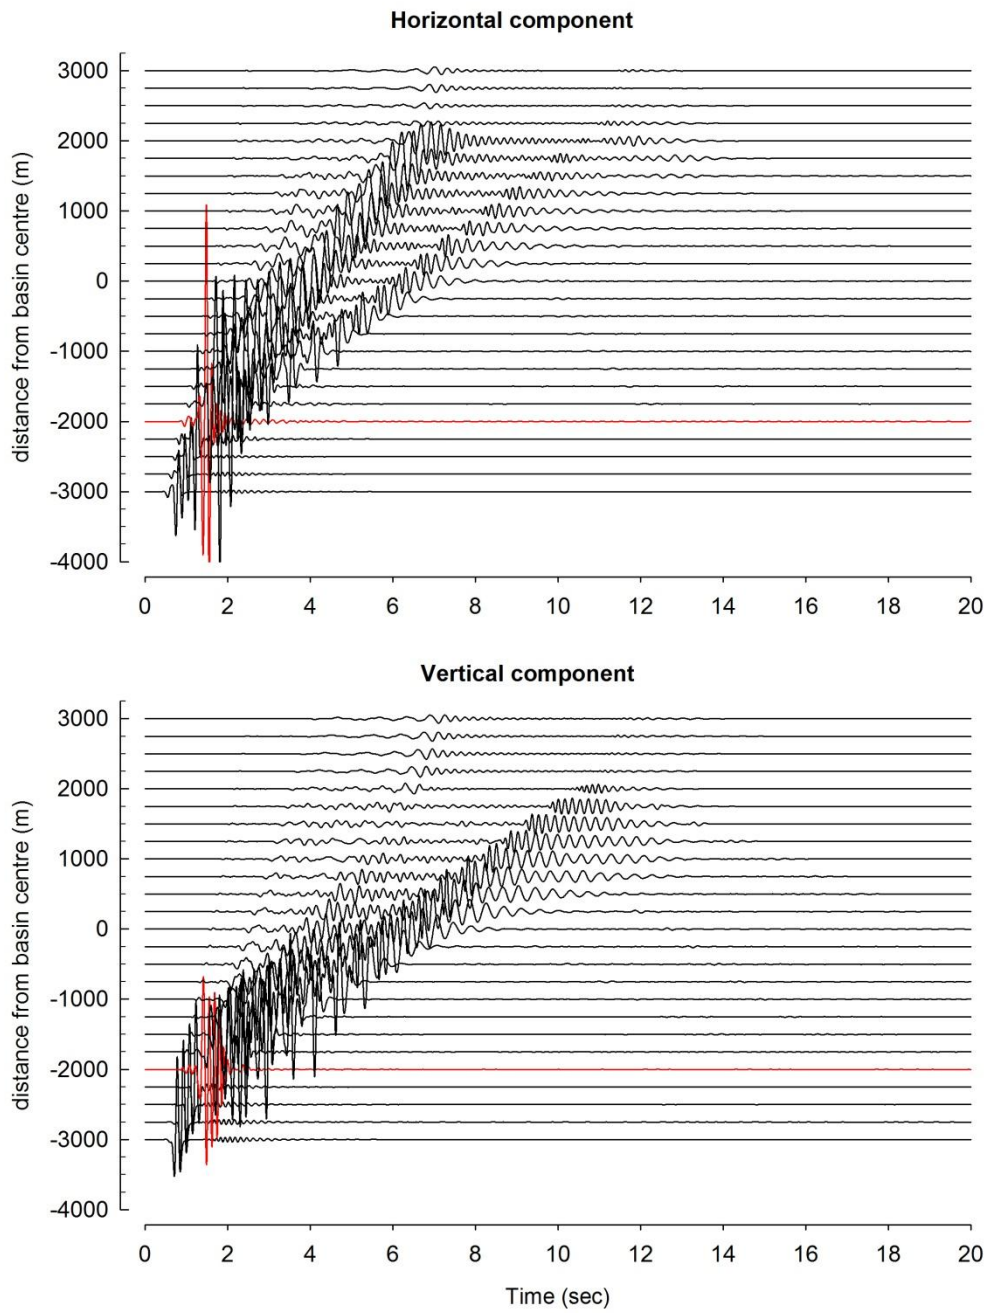 Horizontal component
distance from basin centre (m)
3000
2000
1000
0
-1000
-2000
-3000
-4000
0 2 4 6 8 10 12 14 16 18 20
Vertical component
distance from basin centre (m)
3000
2000
1000
0
-1000
-2000
-3000
-4000
0 2 4 6 8 10 12 14 16 18 20
Time (sec)